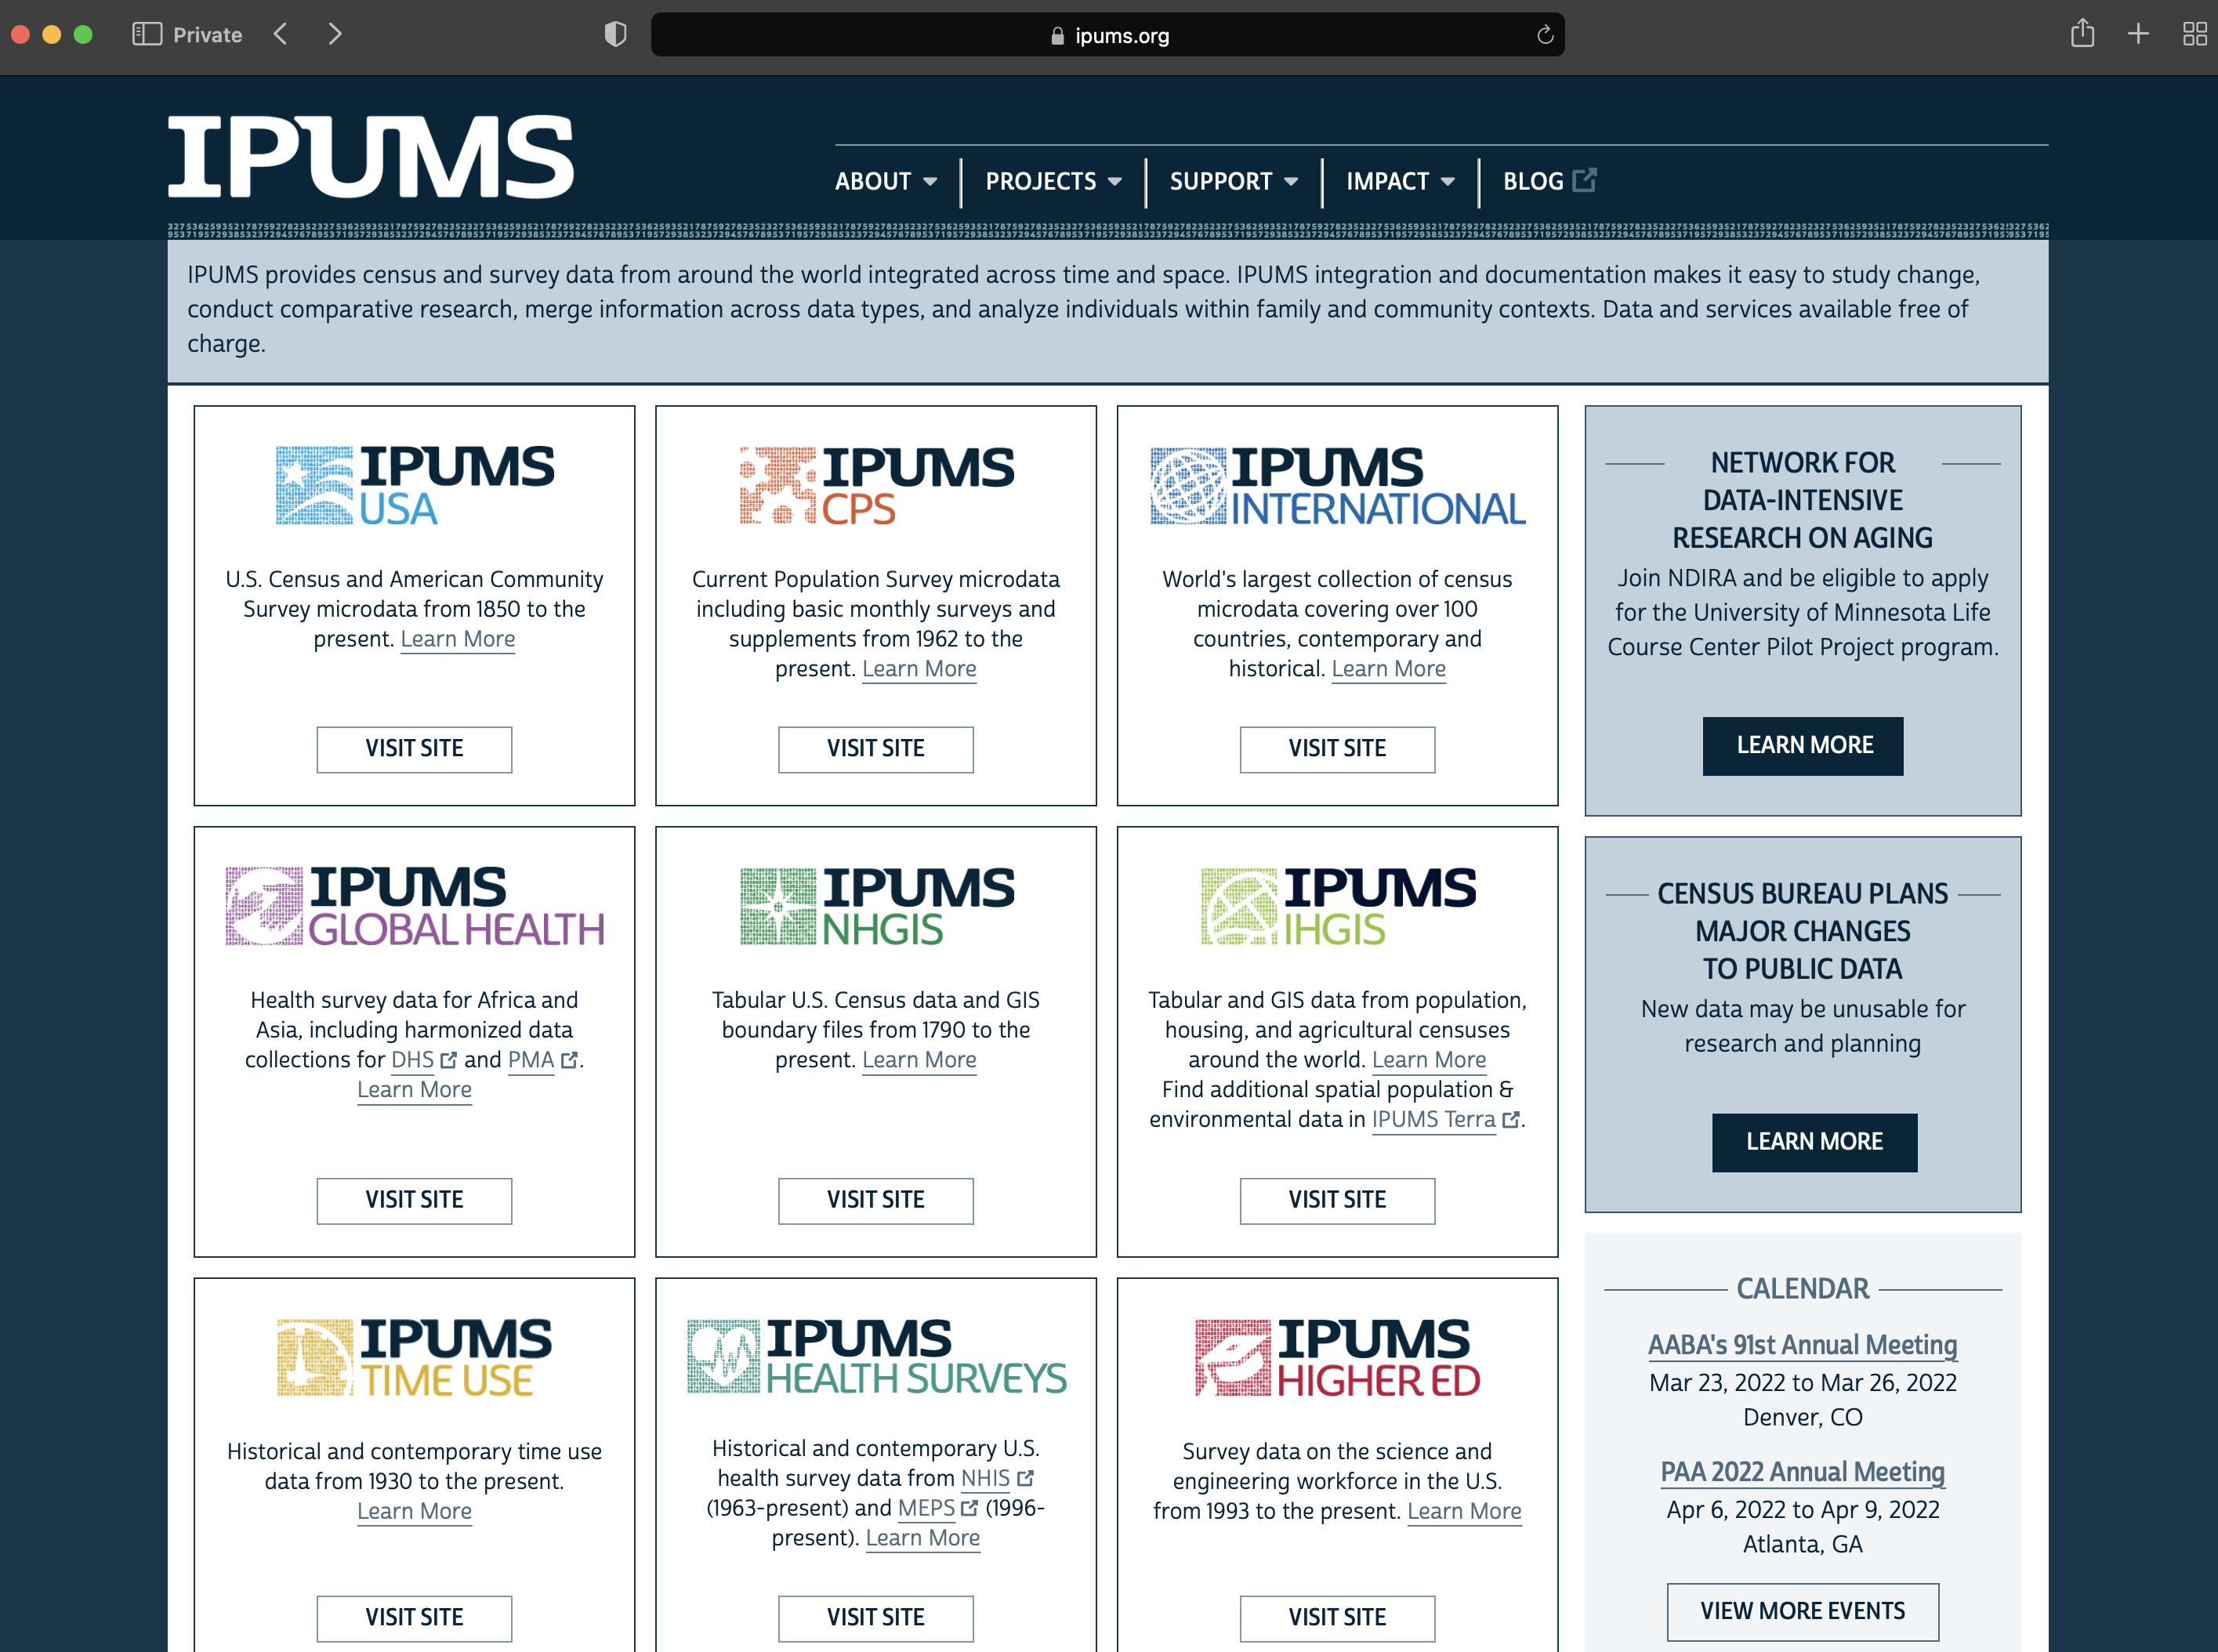 Private
ipums.org
IPUMS
ABOUT
PROJECTS
SUPPORT
IMPACT
BLOG
IPUMS provides census and survey data from around the world integrated across time and space. IPUMS integration and documentation makes it easy to study change,
conduct comparative research, merge information across data types, and analyze individuals within family and community contexts. Data and services available free of
charge.
IPUMS
USA
U.S. Census and American Community
Survey microdata from 1850 to the
present. Learn More
VISIT SITE
IPUMS
CPS
Current Population Survey microdata
including basic monthly surveys and
supplements from 1962 to the
present. Learn More
VISIT SITE
IPUMS
INTERNATIONAL
World's largest collection of census
microdata covering over 100
countries, contemporary and
historical. Learn More
VISIT SITE
NETWORK FOR
DATA-INTENSIVE
RESEARCH ON AGING
Join NDIRA and be eligible to apply
for the University of Minnesota Life
Course Center Pilot Project program.
LEARN MORE
IPUMS
GLOBAL HEALTH
Health survey data for Africa and
Asia, including harmonized data
collections for DHS and PMA.
Learn More
VISIT SITE
IPUMS
NHGIS
Tabular U.S. Census data and GIS
boundary files from 1790 to the
present. Learn More
VISIT SITE
IPUMS
IHGIS
Tabular and GIS data from population,
housing, and agricultural censuses
around the world. Learn More
Find additional spatial population &
environmental data in IPUMS Terra.
VISIT SITE
CENSUS BUREAU PLANS
MAJOR CHANGES
TO PUBLIC DATA
New data may be unusable for
research and planning
LEARN MORE
IPUMS
TIME USE
Historical and contemporary time use
data from 1930 to the present.
Learn More
VISIT SITE
IPUMS
HEALTH SURVEYS
Historical and contemporary U.S.
health survey data from NHIS
(1963-present) and MEPS (1996-
present). Learn More
VISIT SITE
IPUMS
HIGHER ED
Survey data on the science and
engineering workforce in the U.S.
from 1993 to the present. Learn More
VISIT SITE
CALENDAR
AABA's 91st Annual Meeting
Mar 23, 2022 to Mar 26, 2022
Denver, CO
PAA 2022 Annual Meeting
Apr 6, 2022 to Apr 9, 2022
Atlanta, GA
VIEW MORE EVENTS